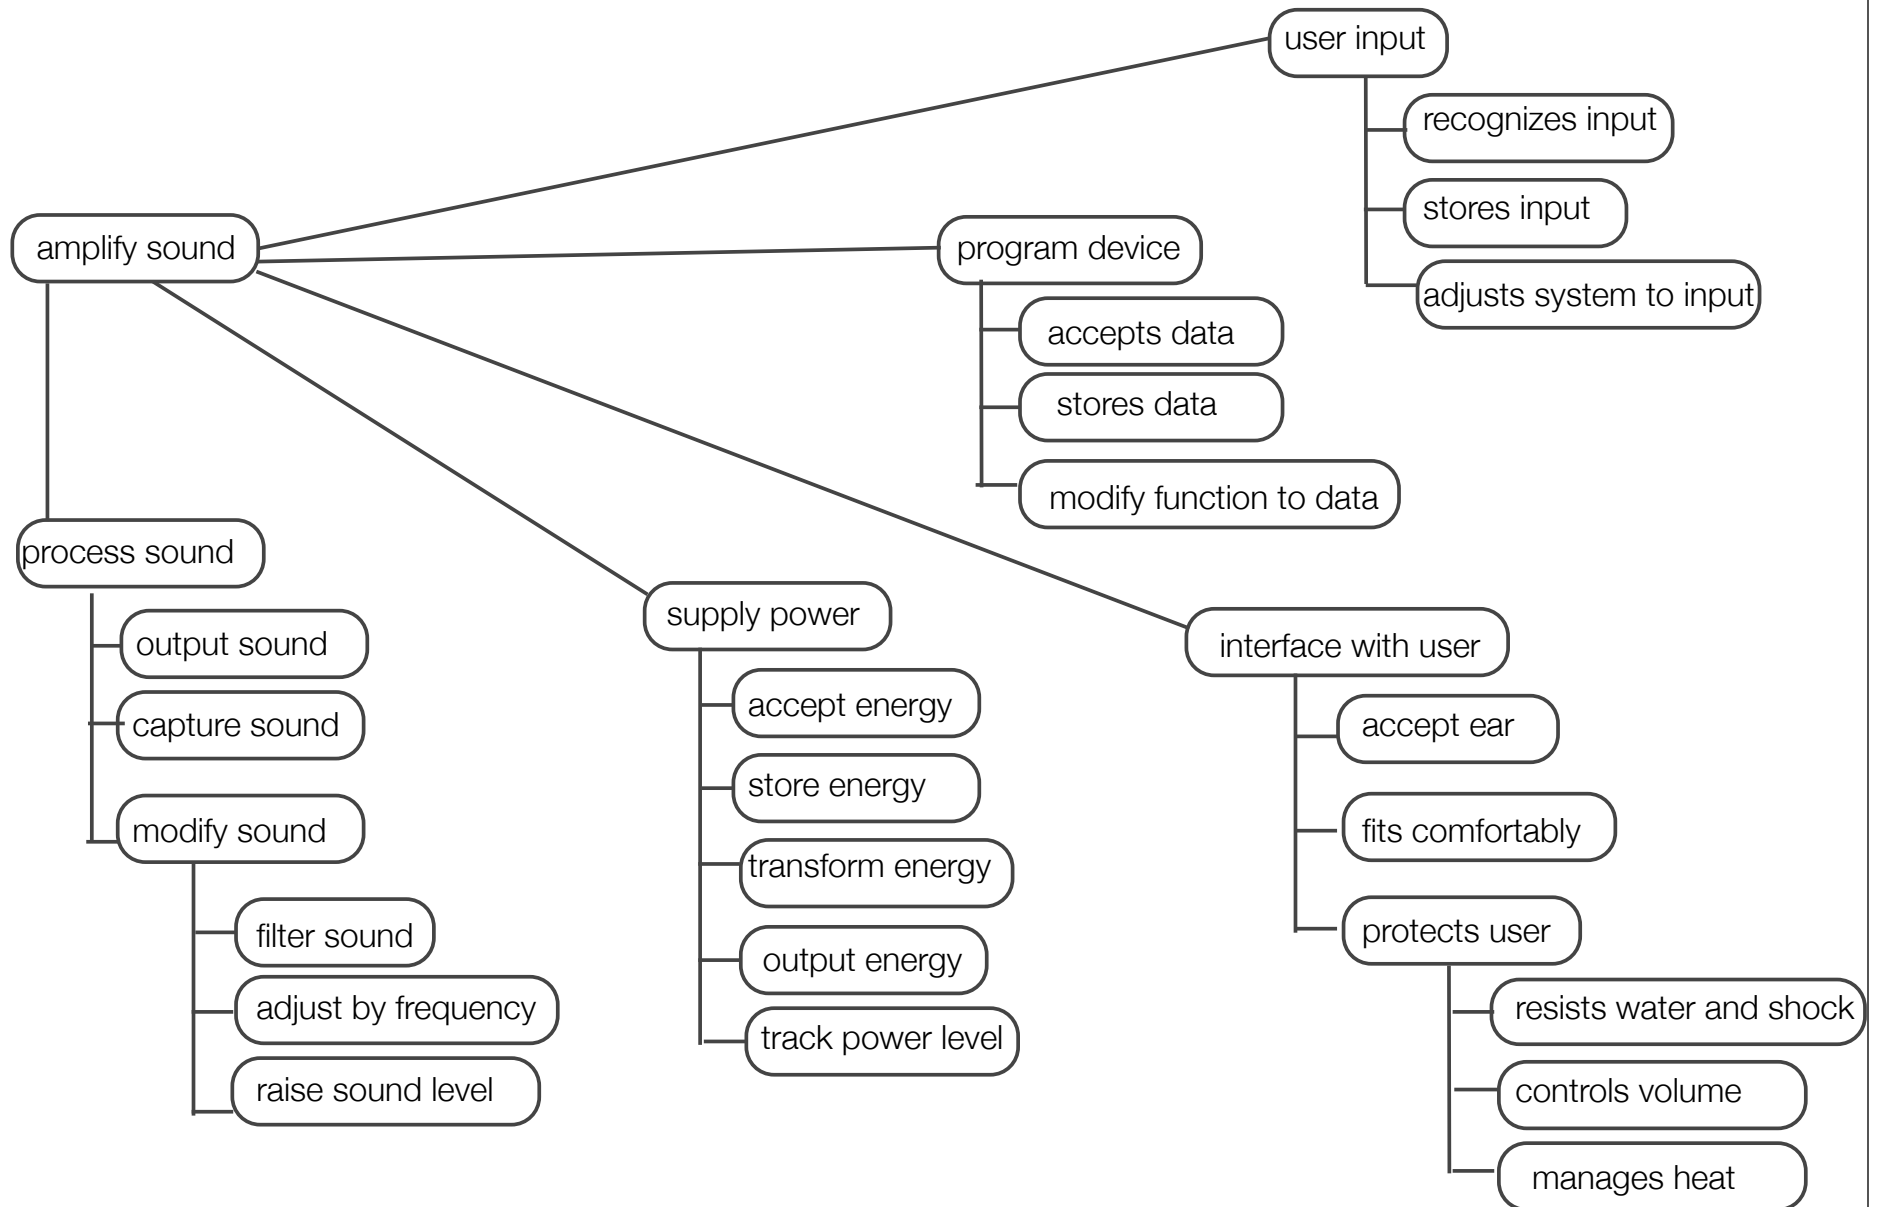 user input
recognizes input
stores input
adjusts system to input
amplify sound
program device
accepts data
stores data
modify function to data
process sound
output sound
capture sound
modify sound
filter sound
adjust by frequency
raise sound level
supply power
accept energy
store energy
transform energy
output energy
track power level
interface with user
accept ear
fits comfortably
protects user
resists water and shock
controls volume
manages heat